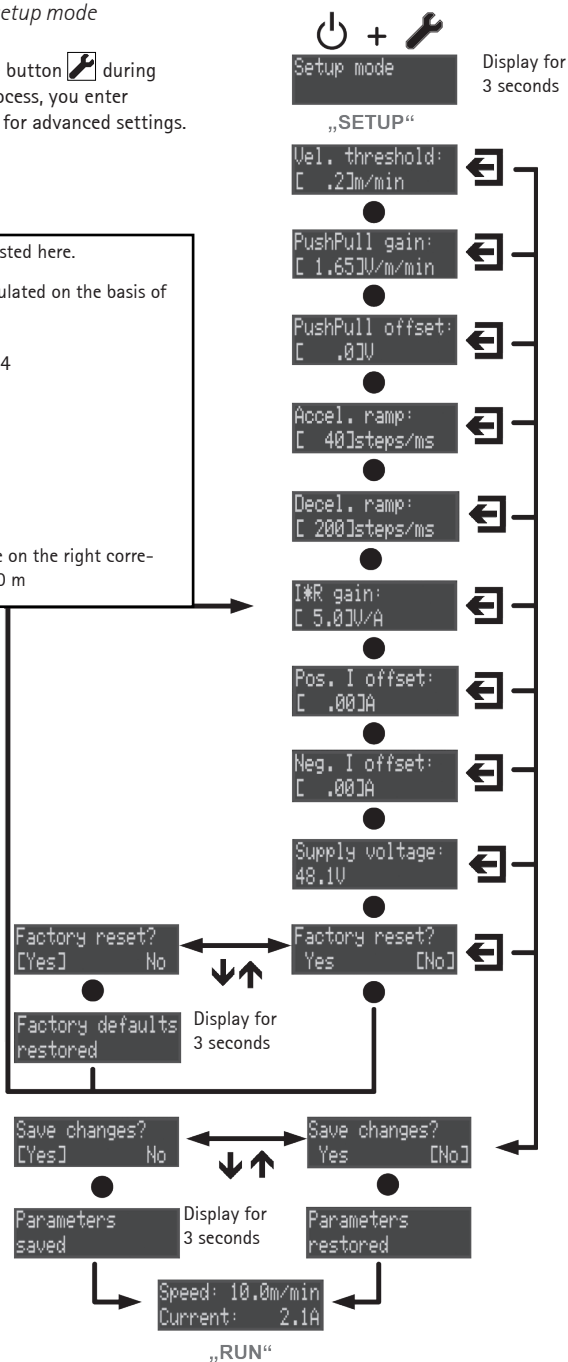 etup mode
button during
ocess, you enter
for advanced settings.
+
Setup mode
Display for
3 seconds
„SETUP“
Vel. threshold:
[ .2]m/min
PushPull gain:
[ 1.65]V/m/min
PushPull offset:
[ .0]V
Accel. ramp:
[ 40]steps/ms
Decel. ramp:
[ 200]steps/ms
sted here.
ulated on the basis of
4
e on the right corre-
0 m
I*R gain:
[ 5.0]V/A
Pos. I offset:
[ .00]A
Neg. I offset:
[ .00]A
Supply voltage:
48.1V
Factory reset?
[Yes] No
Factory reset?
Yes [No]
Factory defaults
restored
Display for
3 seconds
Save changes?
[Yes] No
Save changes?
Yes [No]
Parameters
saved
Display for
3 seconds
Parameters
restored
Speed: 10.0m/min
Current: 2.1A
„RUN“